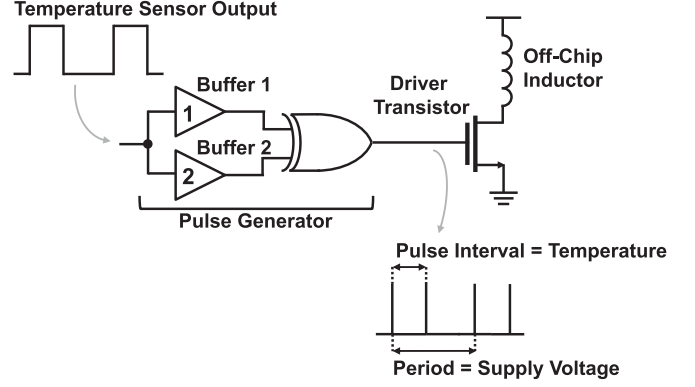 Temperature Sensor Output
Off-Chip
Inductor
Driver
Transistor
Buffer 1
1
Buffer 2
2
Pulse Generator
Pulse Interval = Temperature
Period = Supply Voltage